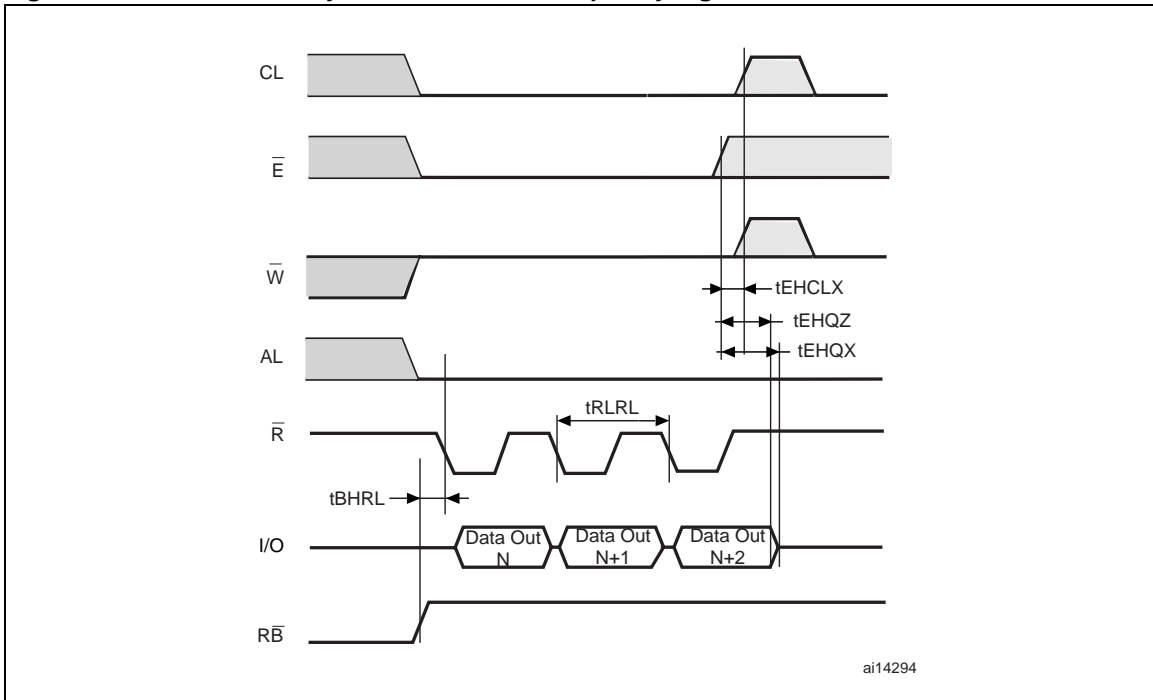 CL
E
W
tEHCLX
tEHQZ
tEHQX
AL
tRLRL
R
tBHRL
I/O
Data Out
N
Data Out
N+1
Data Out
N+2
RB̅
ai14294